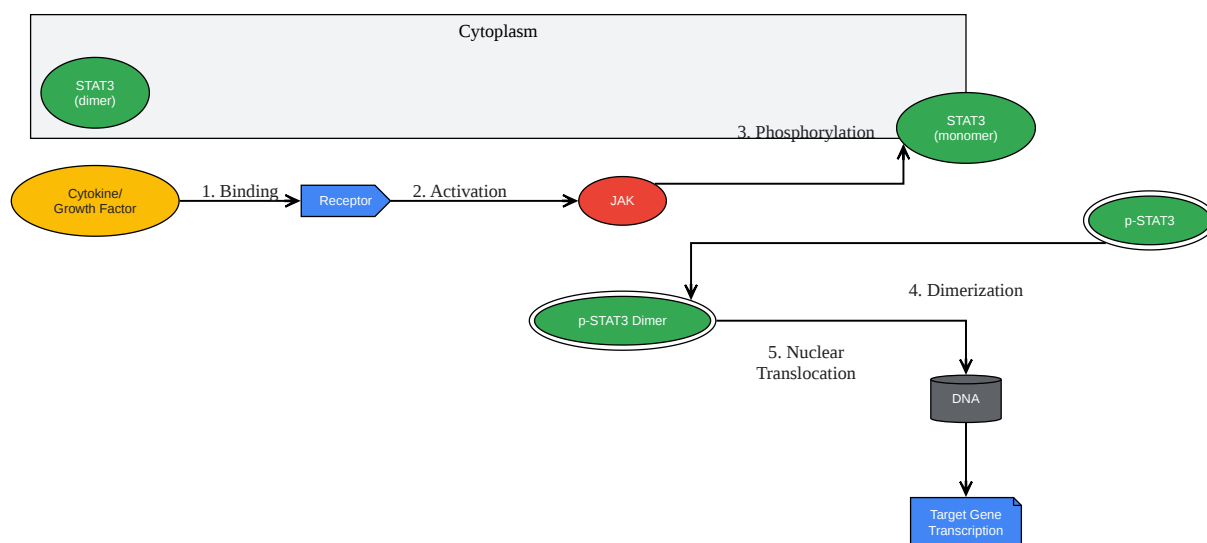 Cytoplasm
STAT3
(dimer)
STAT3
(monomer)
3. Phosphorylation
Cytokine/
Growth Factor
1. Binding
Receptor
2. Activation
JAK
p-STAT3
4. Dimerization
p-STAT3 Dimer
5. Nuclear
Translocation
DNA
Target Gene
Transcription